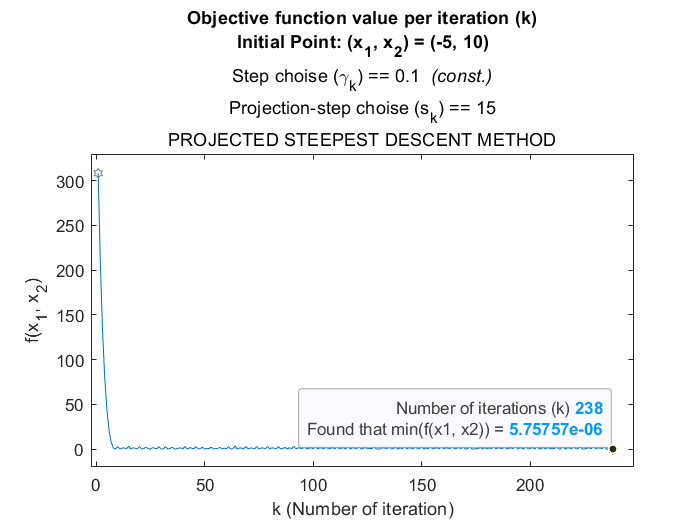 Objective function value per iteration (k)
Initial Point: (x1, x2) = (-5, 10)
Step choise (γk) == 0.1 (const.)
Projection-step choise (sk) == 15
PROJECTED STEEPEST DESCENT METHOD
300
250
200
150
100
50
0
f(x1, x2)
Number of iterations (k) 238
Found that min(f(x1, x2)) = 5.75757e-06
0 50 100 150 200
k (Number of iteration)